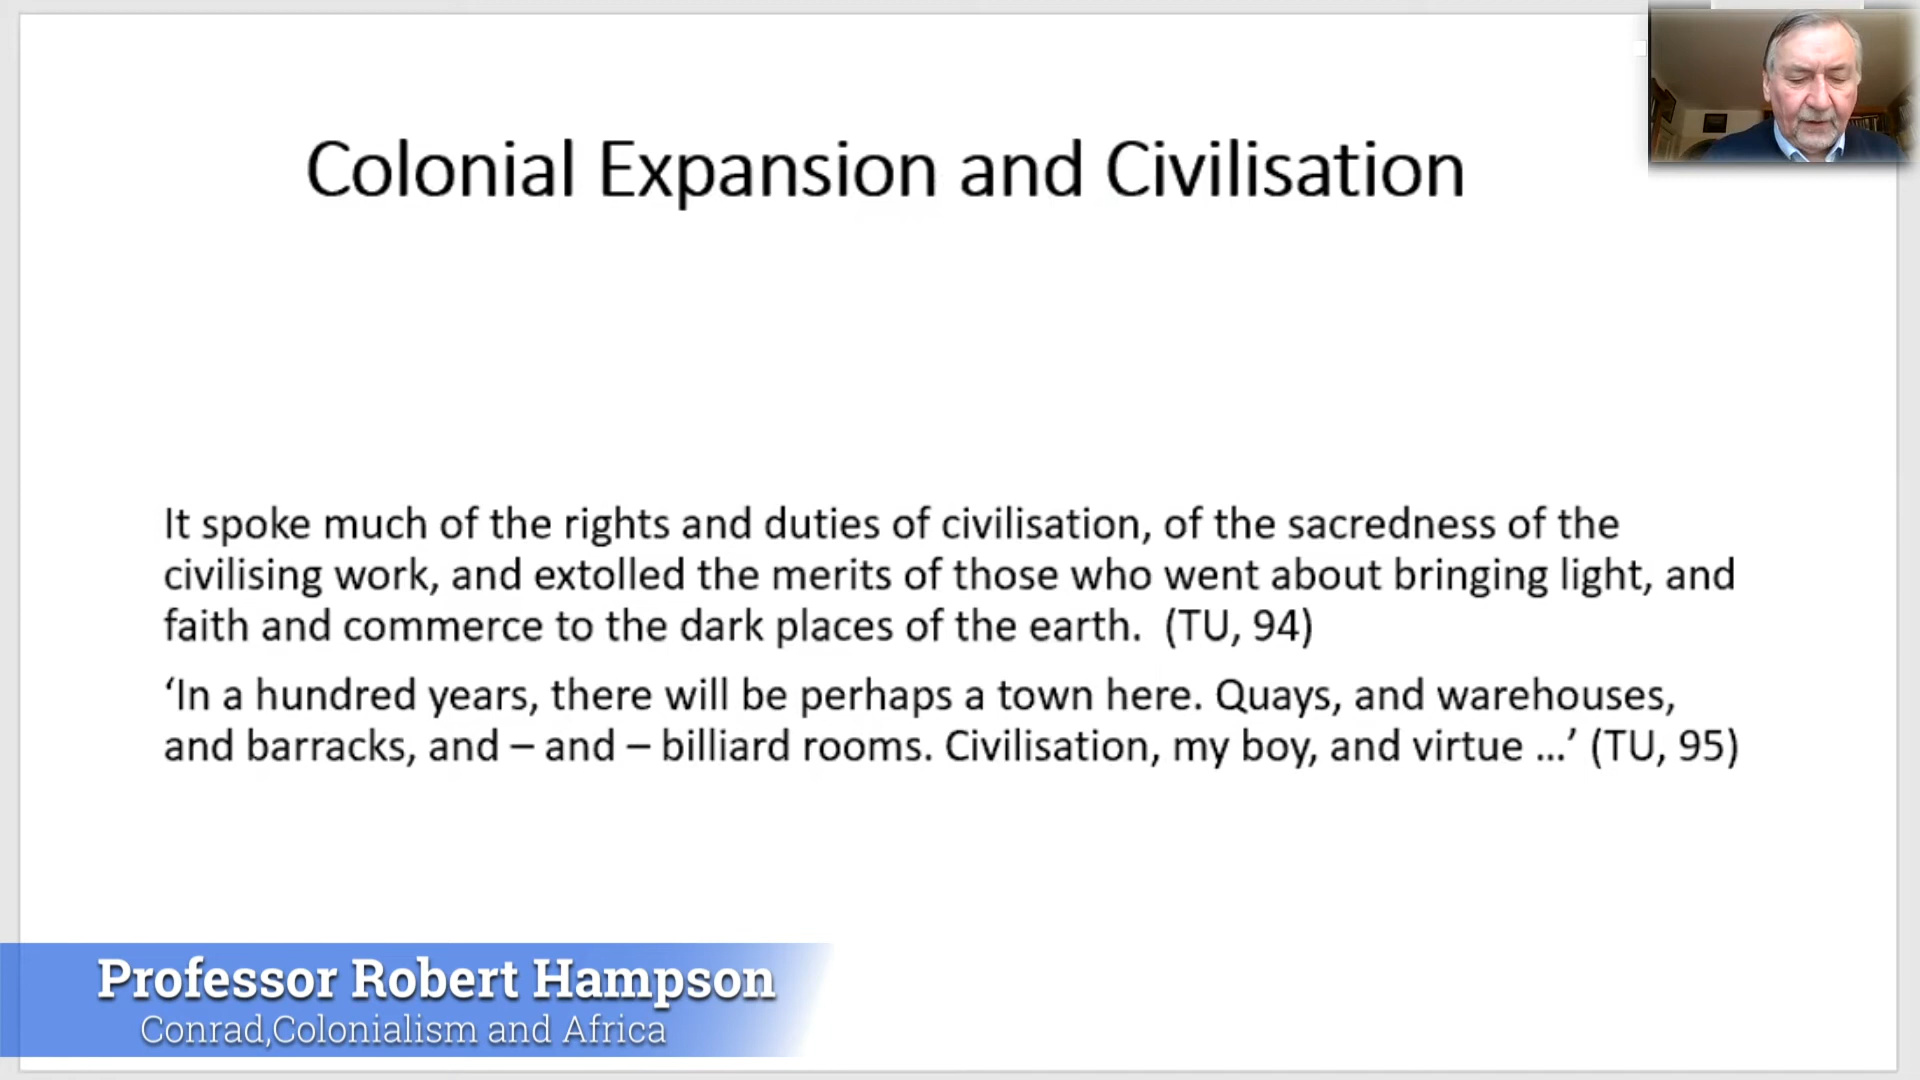 Colonial Expansion and Civilisation
It spoke much of the rights and duties of civilisation, of the sacredness of the
civilising work, and extolled the merits of those who went about bringing light, and
faith and commerce to the dark places of the earth.  (TU, 94)
‘In a hundred years, there will be perhaps a town here. Quays, and warehouses,
and barracks, and – and – billiard rooms. Civilisation, my boy, and virtue …’ (TU, 95)
Professor Robert Hampson
Conrad,Colonialism and Africa